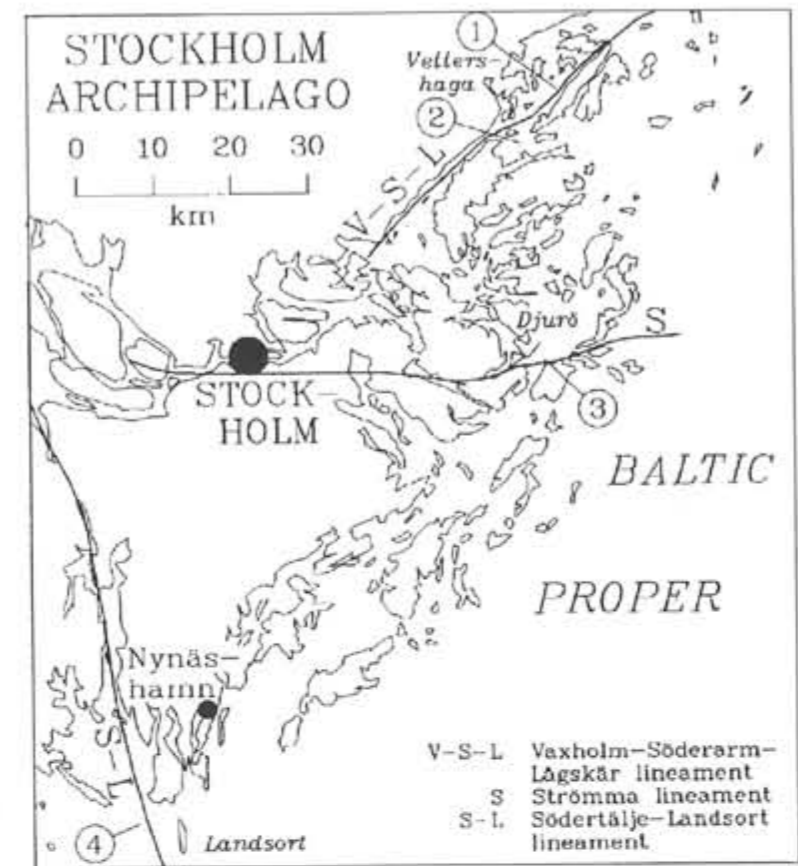 STOCKHOLM
ARCHIPELAGO
0 10 20 30
km
1
Vetters-
haga
2
V-S-L
Djurö
S
3
STOCK-
HOLM
BALTIC
PROPER
Nynäs-
hamn
S-L
4
Landsort
V-S-L Vaxholm-Söderarm-
Lågskär lineament
S Strömma lineament
S-L Södertälje-Landsort
lineament